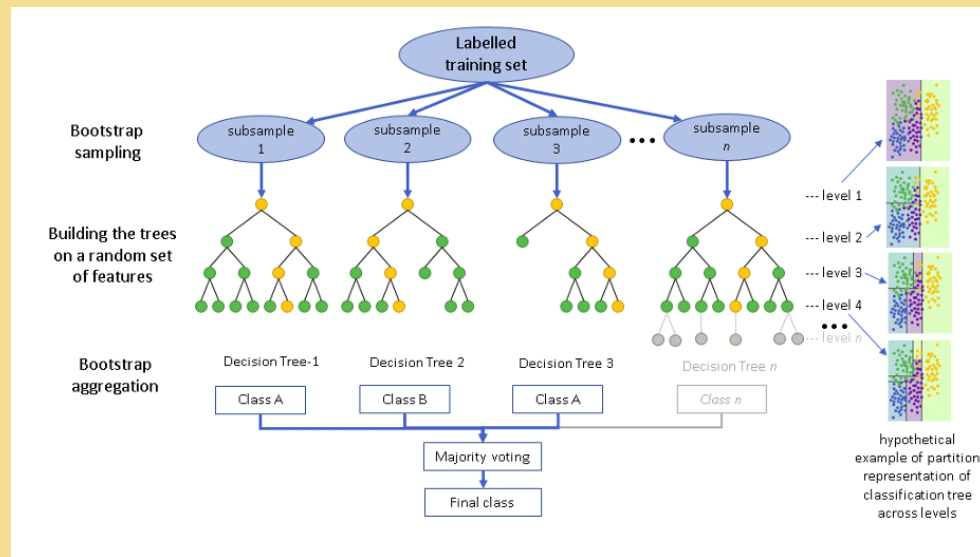 Labelled
training set
Bootstrap
sampling
subsample
1
subsample
2
subsample
3
•••
subsample
n
Building the trees
on a random set
of features
--- level 1
--- level 2
--- level 3
--- level 4
•••
--- level n
Bootstrap
aggregation
Decision Tree-1
Decision Tree 2
Decision Tree 3
Decision Tree n
Class A
Class B
Class A
Class n
Majority voting
Final class
hypothetical
example of partition
representation of
classification tree
across levels